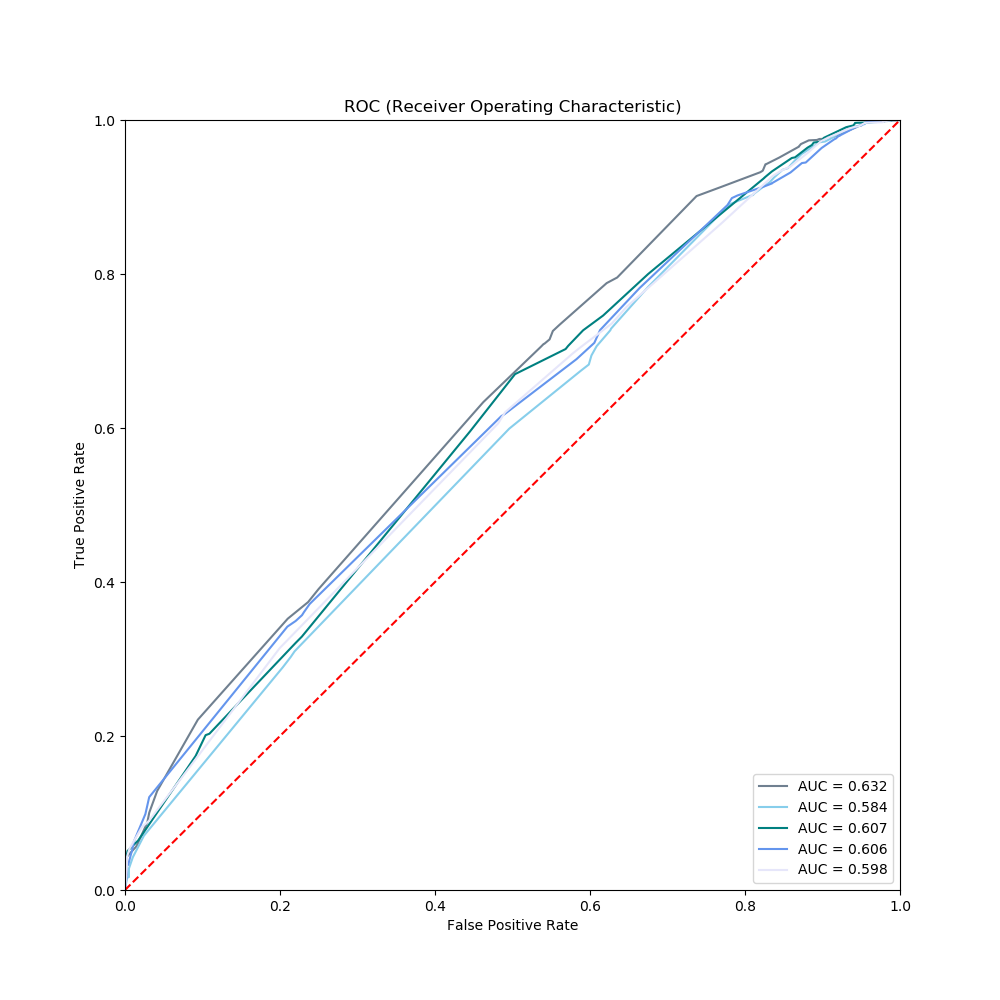 ROC (Receiver Operating Characteristic)
1.0
0.8
0.6
0.4
0.2
0.0
True Positive Rate
AUC = 0.632
AUC = 0.584
AUC = 0.607
AUC = 0.606
AUC = 0.598
0.0 0.2 0.4 0.6 0.8 1.0
False Positive Rate